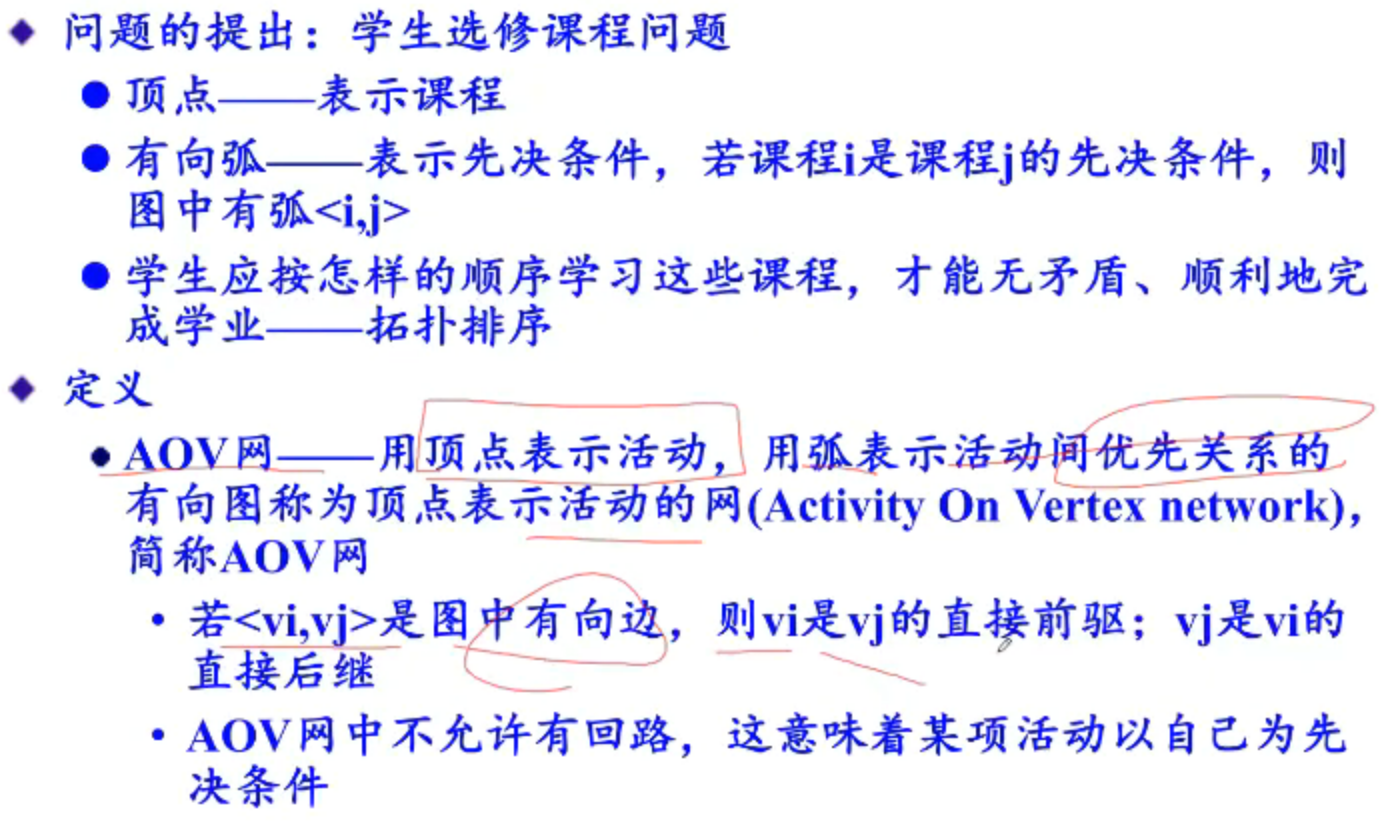 问题的提出：学生选修课程问题
顶点——表示课程
有向弧——表示先决条件，若课程i是课程j的先决条件，则
图中有弧<i,j>
学生应按怎样的顺序学习这些课程，才能无矛盾、顺利地完
成学业——拓扑排序
定义
AOV网——用顶点表示活动，用弧表示活动间优先关系的
有向图称为顶点表示活动的网(Activity On Vertex network)，
简称AOV网
若<vi,vj>是图中有向边，则vi是vj的直接前驱；vj是vi的
直接后继
AOV网中不允许有回路，这意味着某项活动以自己为先
决条件